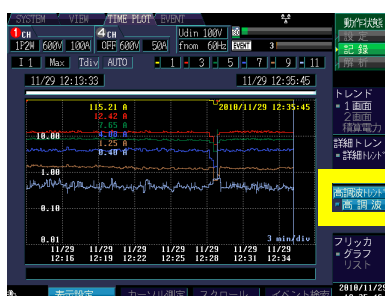 SYSTEM VIEW TIME PLOT EVENT
1CH 4CH Udin 100V
1P2W 600V 100A OFF 600V 50A fnom 60Hz EVENT 3
I1 Max Tdiv AUTO - 1 - 3 - 5 - 7 - 9 - 11
11/29 12:13:33 11/29 12:35:45
115.21 A 2010/11/29 12:35:45
12.42 A
7.65 A
10.00
1.25 A
0.40 A
1.00
0.10
0.01 3 min/div
11/29 11/29 11/29 11/29 11/29 11/29 11/29
12:16 12:19 12:22 12:25 12:28 12:31 12:34
表示設定 カーソル測定 スクロール イベント検索
動作状態
設定
記録
解析
トレンド
1画面
2画面
積算電力
詳細トレン
詳細トレンド
高調波トレンド
高調波
フリッカ
グラフ
リスト
2010/11/29